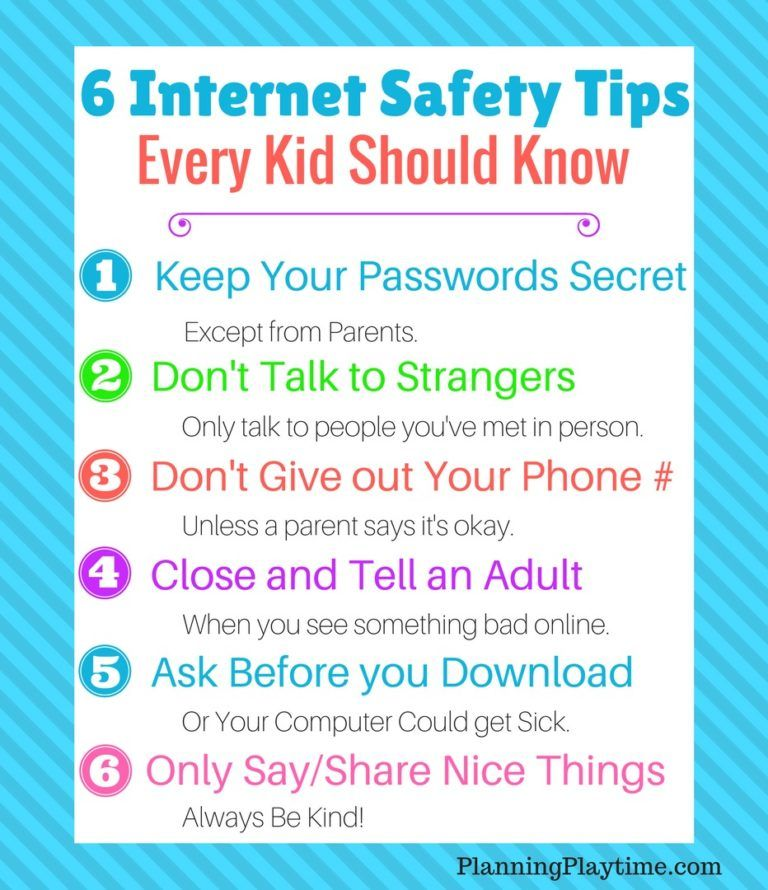 6 Internet Safety Tips
Every Kid Should Know
1 Keep Your Passwords Secret
Except from Parents.
2 Don't Talk to Strangers
Only talk to people you've met in person.
3 Don't Give out Your Phone #
Unless a parent says it's okay.
4 Close and Tell an Adult
When you see something bad online.
5 Ask Before you Download
Or Your Computer Could get Sick.
6 Only Say/Share Nice Things
Always Be Kind!
PlanningPlaytime.com